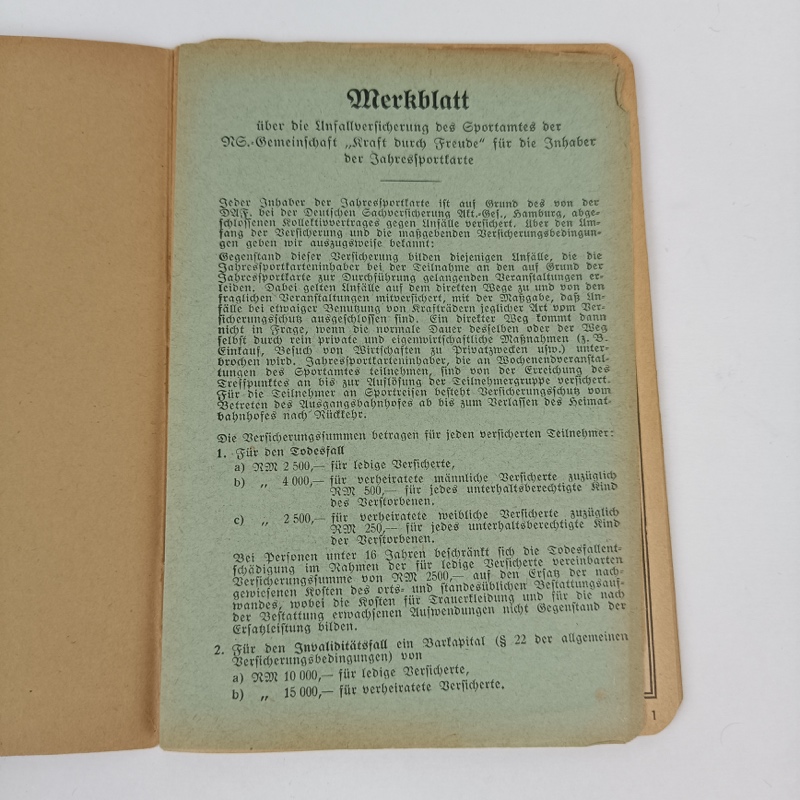 Merkblatt
über die Unfallversicherung des Sportamtes der
NS.-Gemeinschaft „Kraft durch Freude“ für die Inhaber
der Jahressportkarte
Jeder Inhaber der Jahressportkarte ist auf Grund des von der
DAF. bei der Deutschen Sachversicherung Akt.-Ges., Hamburg, abge-
schlossenen Kollektivvertrages gegen Unfälle versichert. Über den Um-
fang der Versicherung und die maßgebenden Versicherungsbedingun-
gen geben wir auszugsweise bekannt:
Gegenstand dieser Versicherung bilden diejenigen Unfälle, die die
Jahressportkarteninhaber bei der Teilnahme an den auf Grund der
Jahressportkarte zur Durchführung gelangenden Veranstaltungen er-
leiden. Dabei gelten Unfälle auf dem direkten Wege zu und von den
fraglichen Veranstaltungen mitversichert, mit der Maßgabe, daß Un-
fälle bei etwaiger Benutzung von Krafträdern jeglicher Art vom Ver-
sicherungsschutz ausgeschlossen sind. Ein direkter Weg kommt dann
nicht in Frage, wenn die normale Dauer desselben oder der Weg
selbst durch rein private und eigenwirtschaftliche Maßnahmen (z. B.
Einkauf, Besuch von Wirtschaften zu Privatzwecken usw.) unter-
brochen wird. Jahressportkarteninhaber, die an Wochenendveranstal-
tungen des Sportamtes teilnehmen, sind von der Erreichung des
Treffpunktes an bis zur Auflösung der Teilnehmergruppe versichert.
Für die Teilnehmer an Sportreisen besteht Versicherungsschutz vom
Betreten des Ausgangsbahnhofes ab bis zum Verlassen des Heimat-
bahnhofes nach Rückkehr.
Die Versicherungssummen betragen für jeden versicherten Teilnehmer:
1. Für den Todesfall
a) RM 2 500,— für ledige Versicherte,
b) „ 4 000,— für verheiratete männliche Versicherte zuzüglich
RM 500,— für jedes unterhaltsberechtigte Kind
des Verstorbenen.
c) „ 2 500,— für verheiratete weibliche Versicherte zuzüglich
RM 250,— für jedes unterhaltsberechtigte Kind
der Verstorbenen.
Bei Personen unter 16 Jahren beschränkt sich die Todesfallent-
schädigung im Rahmen der für ledige Versicherte vereinbarten
Versicherungssumme von RM 2500,— auf den Ersatz der nach-
gewiesenen Kosten des orts- und standesüblichen Bestattungsauf-
wandes, wobei die Kosten für Trauerkleidung und für die nach
der Bestattung erwachsenen Aufwendungen nicht Gegenstand der
Ersatzleistung bilden.
2. Für den Invaliditätsfall ein Barkapital (§ 22 der allgemeinen
Versicherungsbedingungen) von
a) RM 10 000,— für ledige Versicherte,
b) „ 15 000,— für verheiratete Versicherte.
1